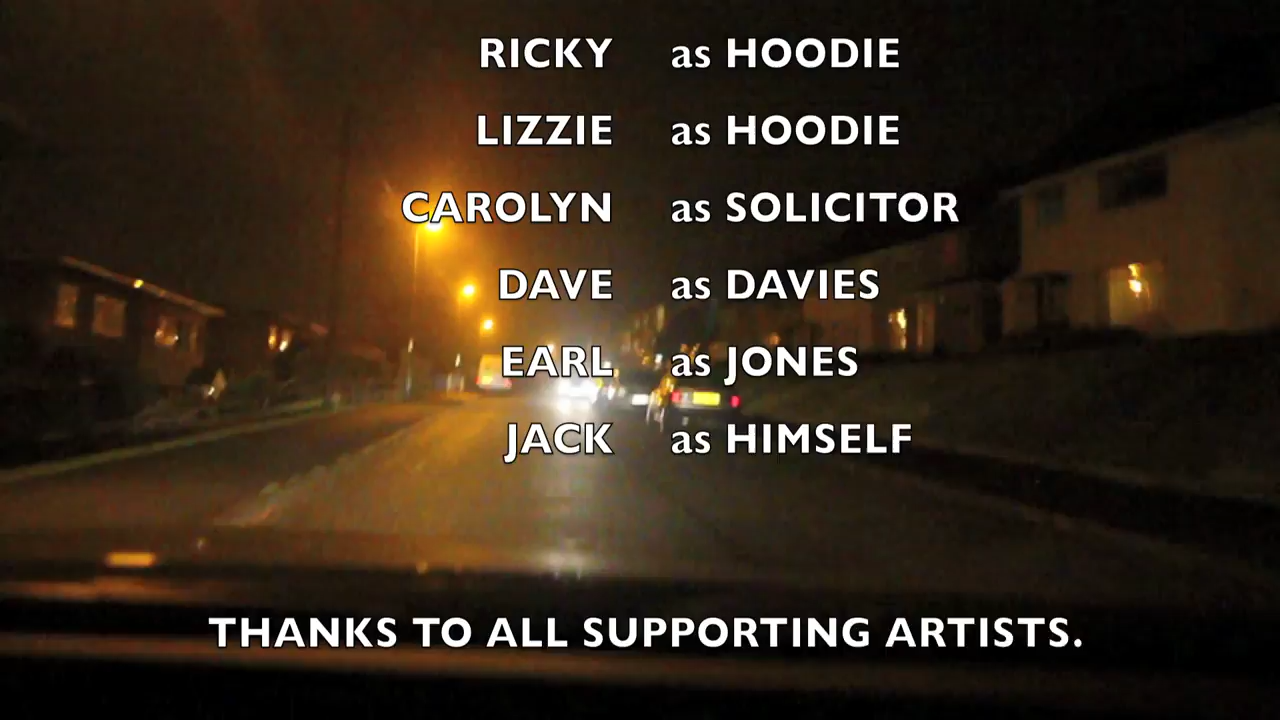 RICKY as HOODIE
LIZZIE as HOODIE
CAROLYN as SOLICITOR
DAVE as DAVIES
EARL as JONES
JACK as HIMSELF
THANKS TO ALL SUPPORTING ARTISTS.